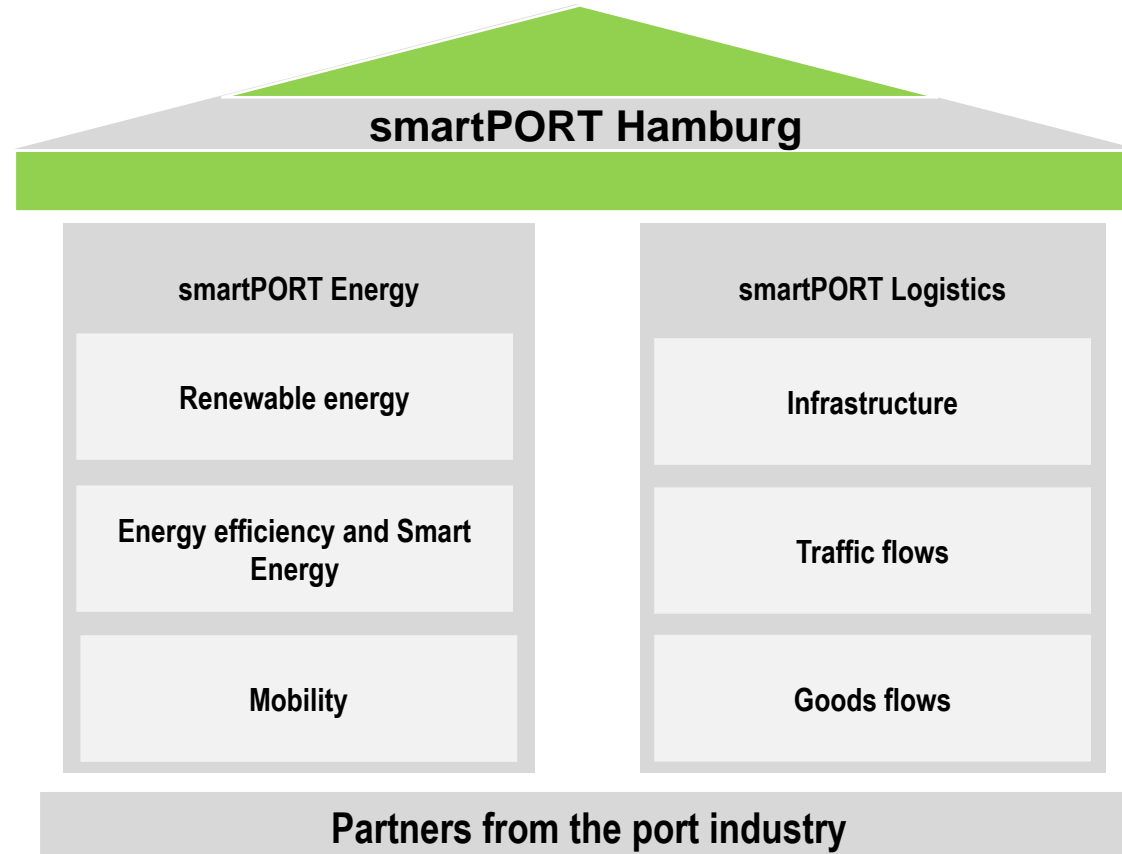 smartPORT Hamburg
smartPORT Energy
Renewable energy
Energy efficiency and Smart
Energy
Mobility
smartPORT Logistics
Infrastructure
Traffic flows
Goods flows
Partners from the port industry